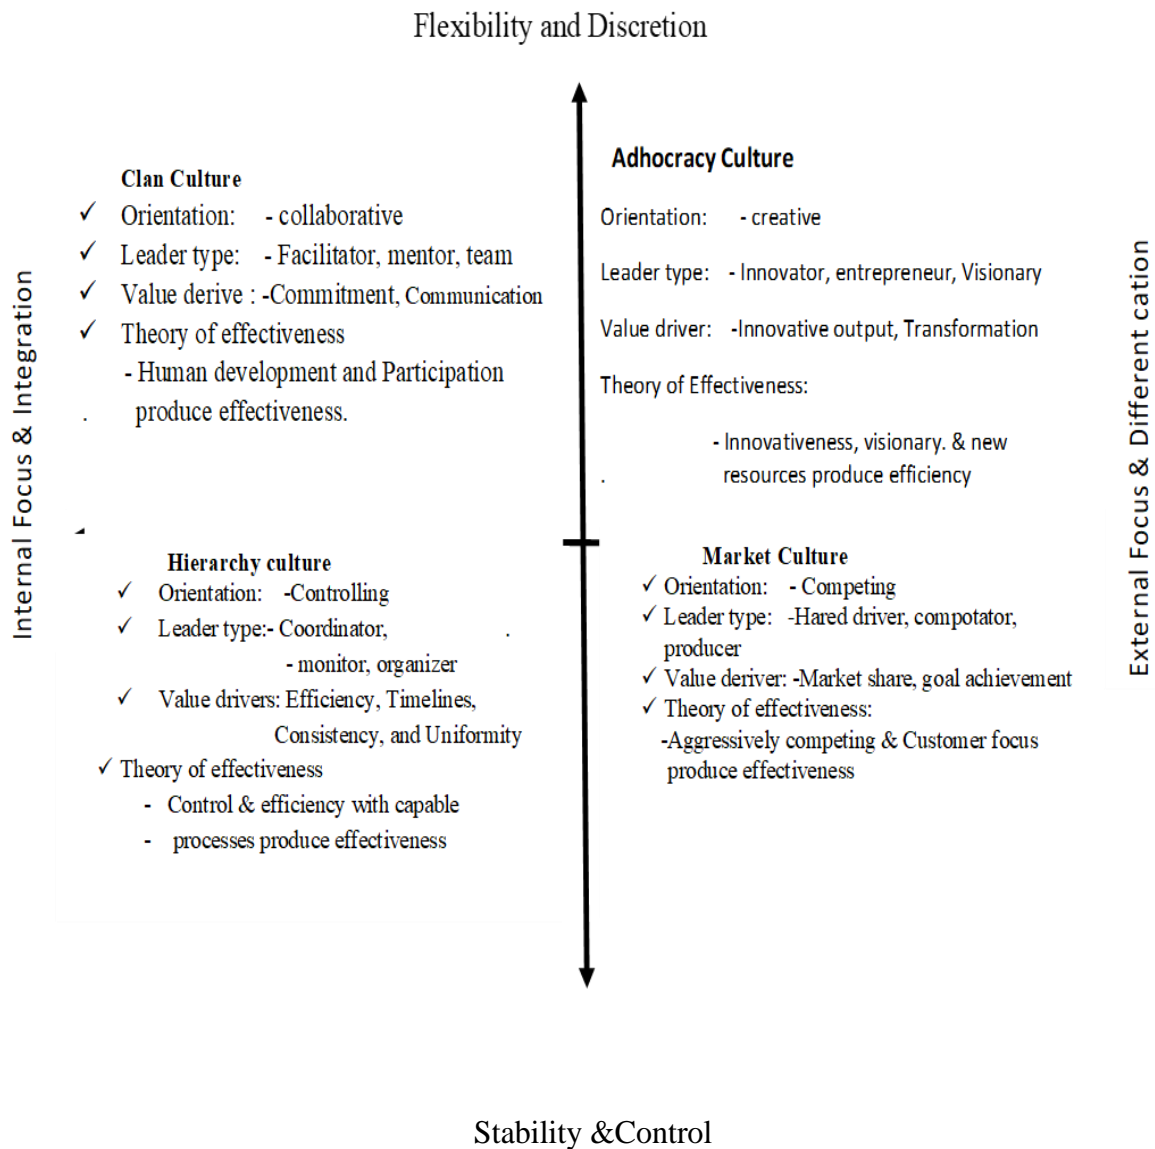 Flexibility and Discretion
Internal Focus & Integration
Clan Culture
✓ Orientation: - collaborative
✓ Leader type: - Facilitator, mentor, team
✓ Value derive : -Commitment, Communication
✓ Theory of effectiveness
- Human development and Participation
. produce effectiveness.
Adhocracy Culture
Orientation: - creative
Leader type: - Innovator, entrepreneur, Visionary
Value driver: -Innovative output, Transformation
Theory of Effectiveness:
- Innovativeness, visionary. & new
. resources produce efficiency
External Focus & Different cation
Hierarchy culture
✓ Orientation: -Controlling
✓ Leader type:- Coordinator, .
- monitor, organizer
✓ Value drivers: Efficiency, Timelines,
Consistency, and Uniformity
✓ Theory of effectiveness
- Control & efficiency with capable
- processes produce effectiveness
Market Culture
✓ Orientation: - Competing
✓ Leader type: -Hared driver, compotator,
producer
✓ Value deriver: -Market share, goal achievement
✓ Theory of effectiveness:
-Aggressively competing & Customer focus
produce effectiveness
Stability &Control